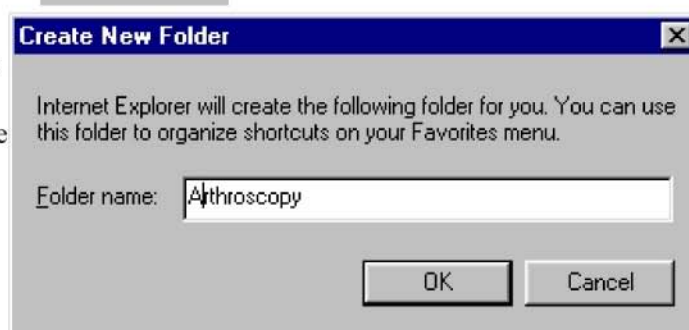 Create New Folder
Internet Explorer will create the following folder for you. You can use
this folder to organize shortcuts on your Favorites menu.
Folder name: Arthroscopy
OK Cancel